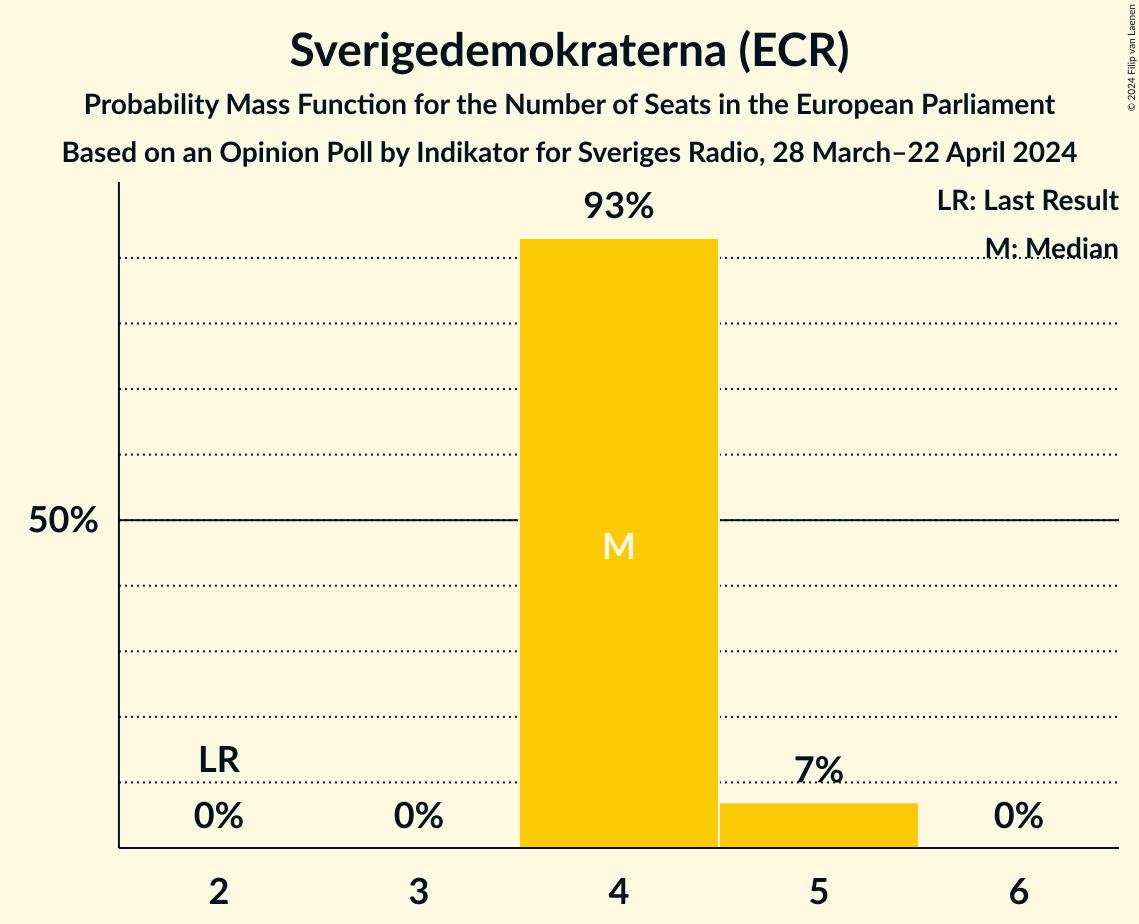 Sverigedemokraterna (ECR)
Probability Mass Function for the Number of Seats in the European Parliament
Based on an Opinion Poll by Indikator for Sveriges Radio, 28 March–22 April 2024
© 2024 Filip van Laenen
LR: Last Result
M: Median
93%
50%
M
LR
7%
0%
0%
0%
2
3
4
5
6